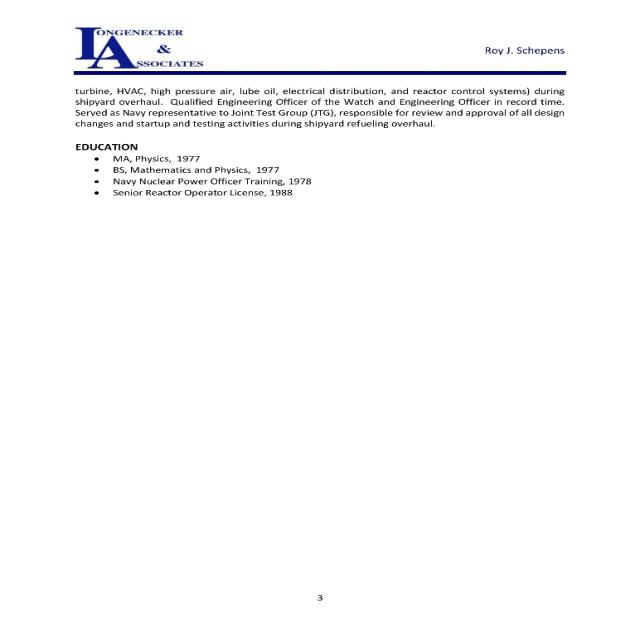 LONGENECKER
&
ASSOCIATES
Roy J. Schepens
turbine, HVAC, high pressure air, lube oil, electrical distribution, and reactor control systems) during
shipyard overhaul. Qualified Engineering Officer of the Watch and Engineering Officer in record time.
Served as Navy representative to Joint Test Group (JTG), responsible for review and approval of all design
changes and startup and testing activities during shipyard refueling overhaul.
EDUCATION
• MA, Physics, 1977
• BS, Mathematics and Physics, 1977
• Navy Nuclear Power Officer Training, 1978
• Senior Reactor Operator License, 1988
3